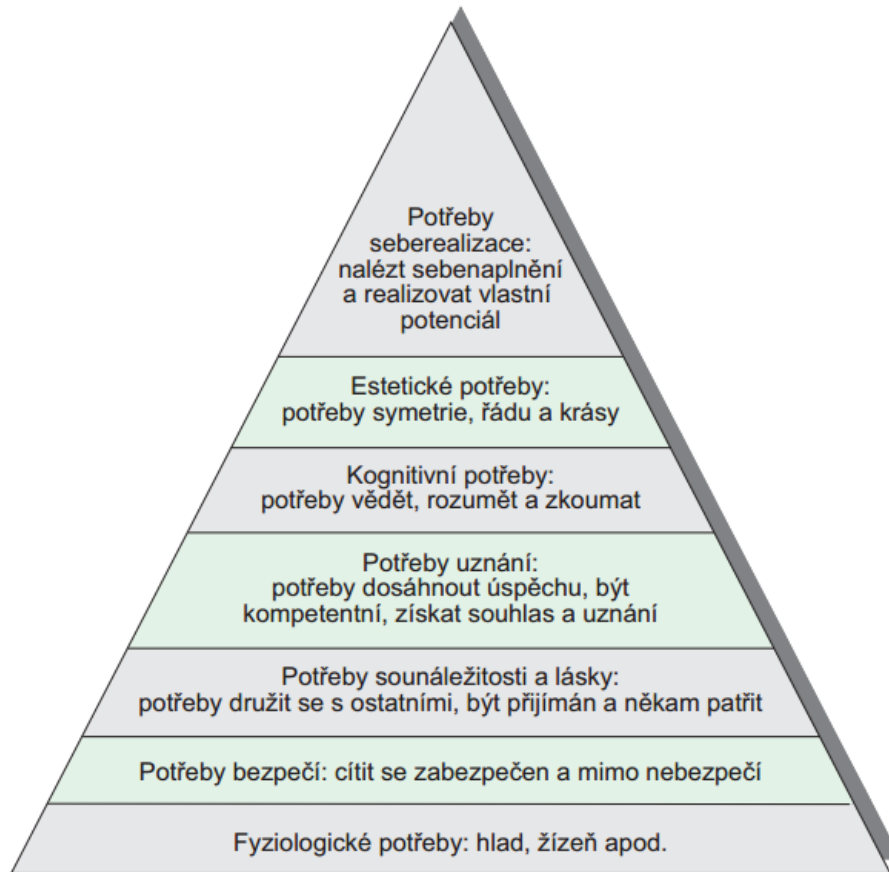 Potřeby
seberealizace:
nalézt sebenaplnění
a realizovat vlastní
potenciál
Estetické potřeby:
potřeby symetrie, řádu a krásy
Kognitivní potřeby:
potřeby vědět, rozumět a zkoumat
Potřeby uznání:
potřeby dosáhnout úspěchu, být
kompetentní, získat souhlas a uznání
Potřeby sounáležitosti a lásky:
potřeby družit se s ostatními, být přijímán a někam patřit
Potřeby bezpečí: cítit se zabezpečen a mimo nebezpečí
Fyziologické potřeby: hlad, žízeň apod.